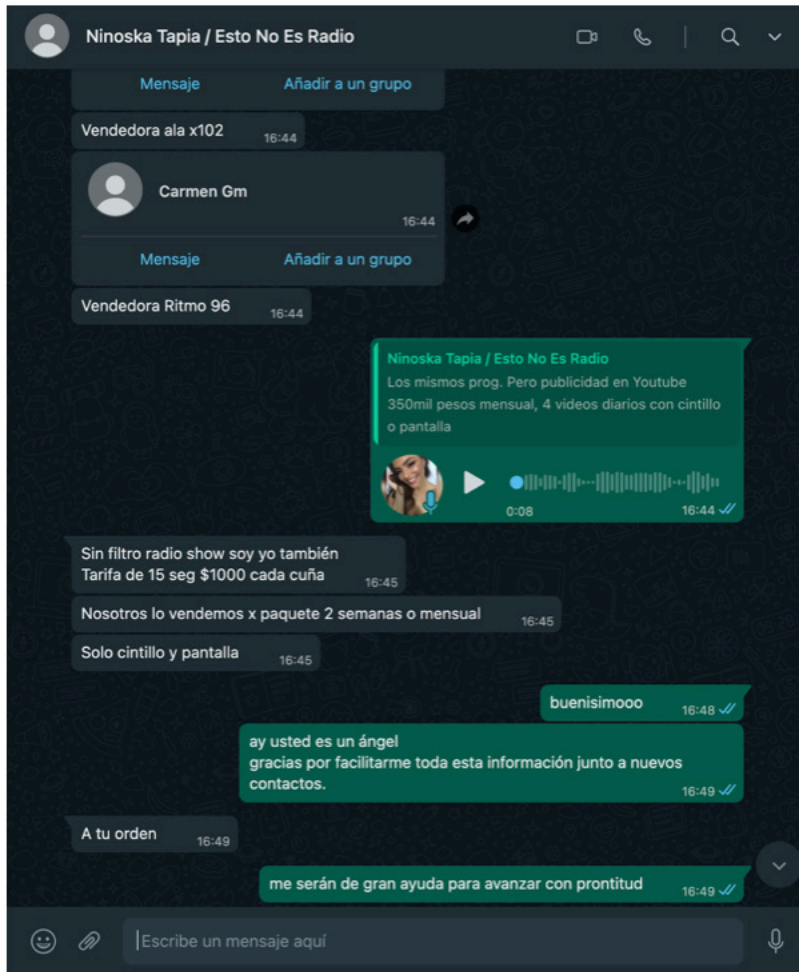 Ninoska Tapia / Esto No Es Radio
Mensaje Añadir a un grupo
Vendedora ala x102 16:44
Carmen Gm
16:44
Mensaje Añadir a un grupo
Vendedora Ritmo 96 16:44
Ninoska Tapia / Esto No Es Radio
Los mismos prog. Pero publicidad en Youtube
350mil pesos mensual, 4 videos diarios con cintillo
o pantalla
0:08 16:44
Sin filtro radio show soy yo también
Tarifa de 15 seg $1000 cada cuña 16:45
Nosotros lo vendemos x paquete 2 semanas o mensual 16:45
Solo cintillo y pantalla 16:45
buenisimooo 16:48
ay usted es un ángel
gracias por facilitarme toda esta información junto a nuevos
contactos. 16:49
A tu orden 16:49
me serán de gran ayuda para avanzar con prontitud 16:49
Escribe un mensaje aquí